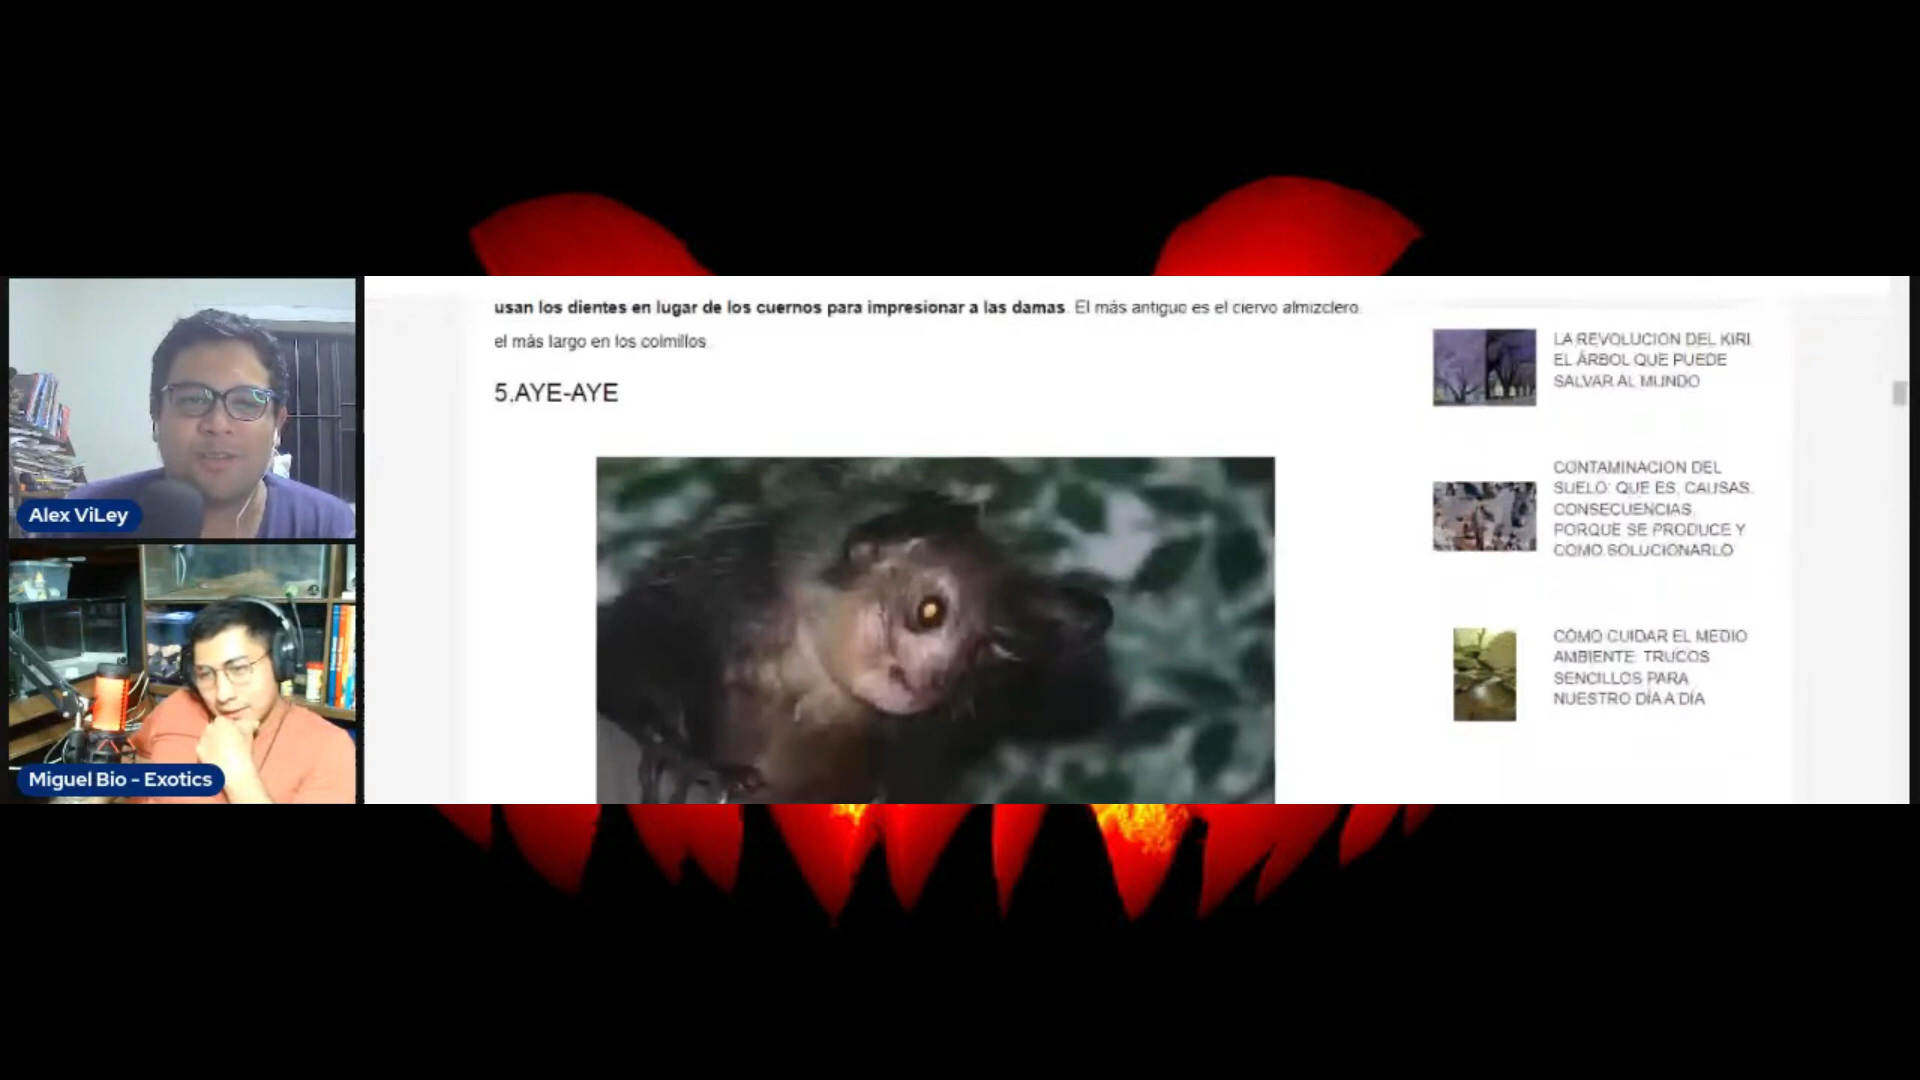 usan los dientes en lugar de los cuernos para impresionar a las damas. El más antiguo es el ciervo almizclero.
el más largo en los colmillos.
5.AYE-AYE
LA REVOLUCION DEL KIRI,
EL ÁRBOL QUE PUEDE
SALVAR AL MUNDO
CONTAMINACION DEL
SUELO: QUE ES, CAUSAS,
CONSECUENCIAS,
PORQUE SE PRODUCE Y
COMO SOLUCIONARLO
CÓMO CUIDAR EL MEDIO
AMBIENTE: TRUCOS
SENCILLOS PARA
NUESTRO DÍA A DÍA
Alex ViLey
Miguel Bio - Exotics